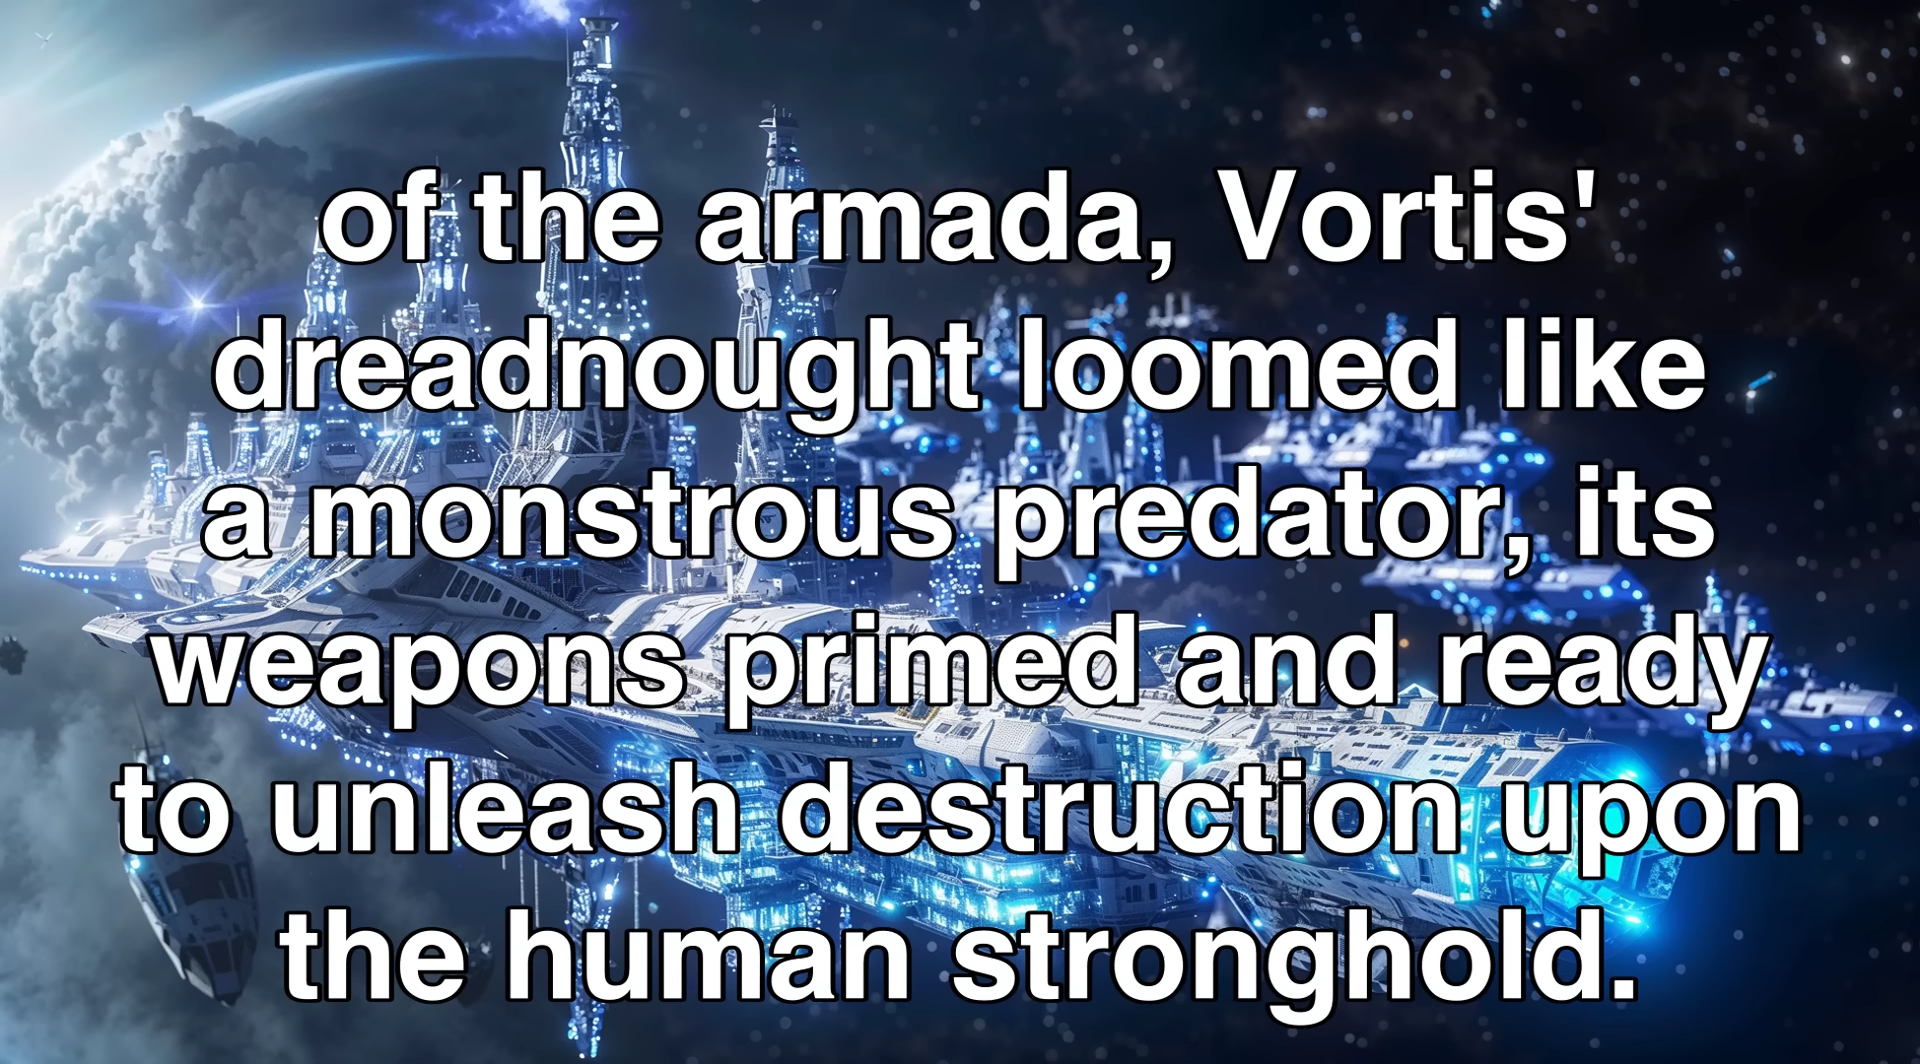 of the armada, Vortis'
dreadnought loomed like
a monstrous predator, its
weapons primed and ready
to unleash destruction upon
the human stronghold.